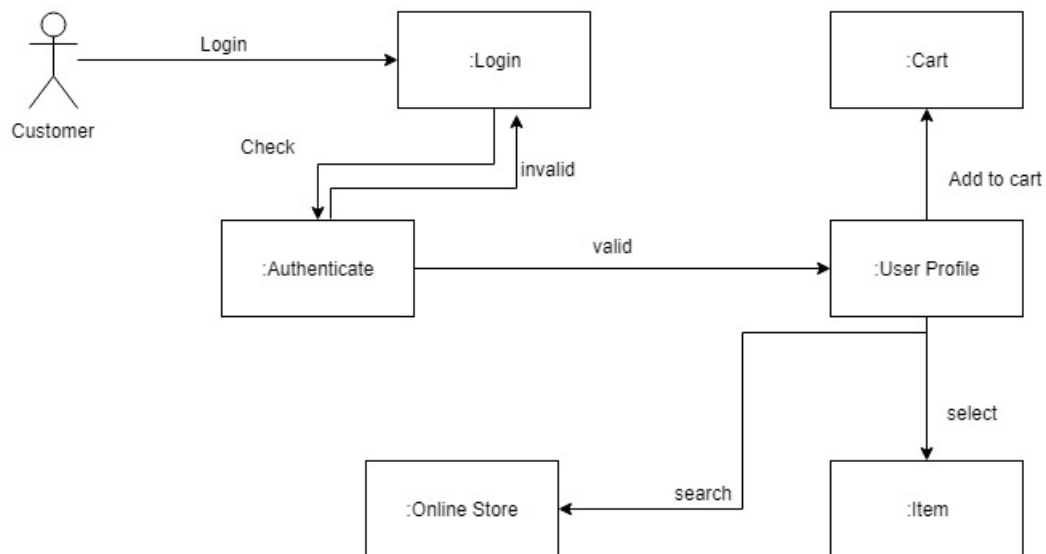 Login
:Login
:Cart
Customer
Check
invalid
Add to cart
:Authenticate
valid
:User Profile
select
search
:Online Store
:Item